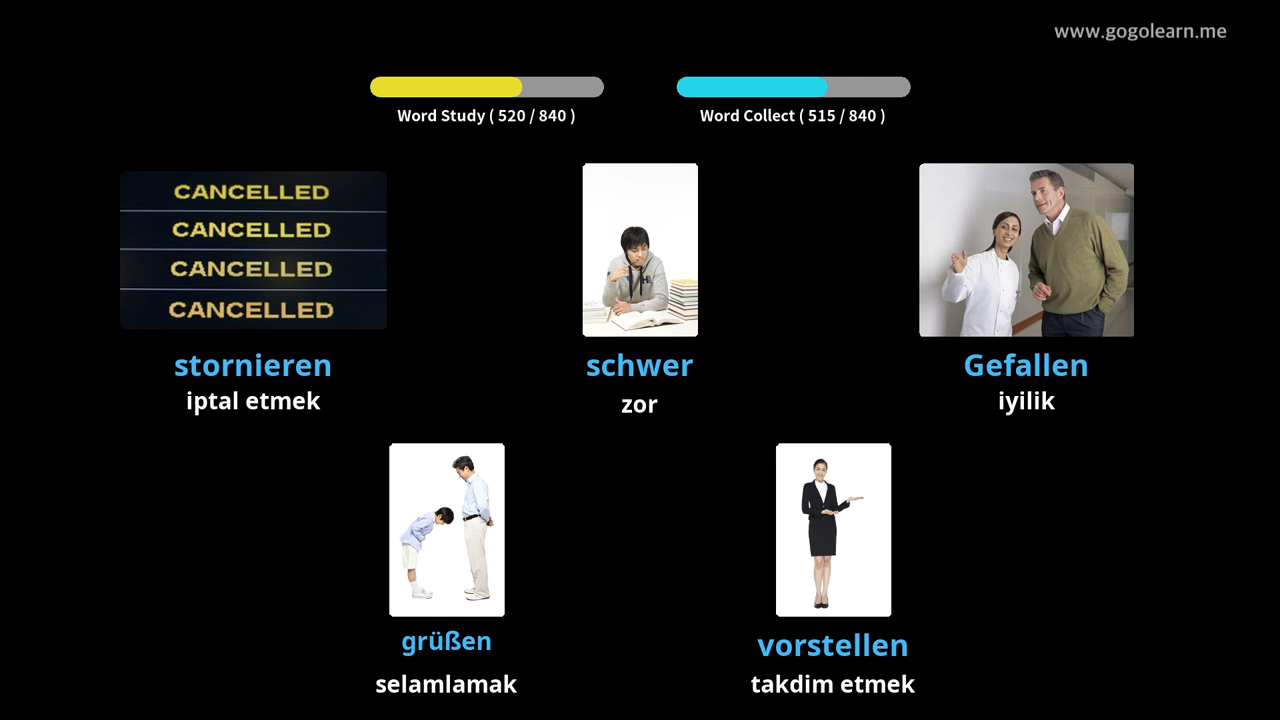 www.gogolearn.me
Word Study ( 520 / 840 )
Word Collect ( 515 / 840 )
CANCELLED
CANCELLED
CANCELLED
CANCELLED
stornieren
iptal etmek
schwer
zor
Gefallen
iyilik
grüßen
selamlamak
vorstellen
takdim etmek